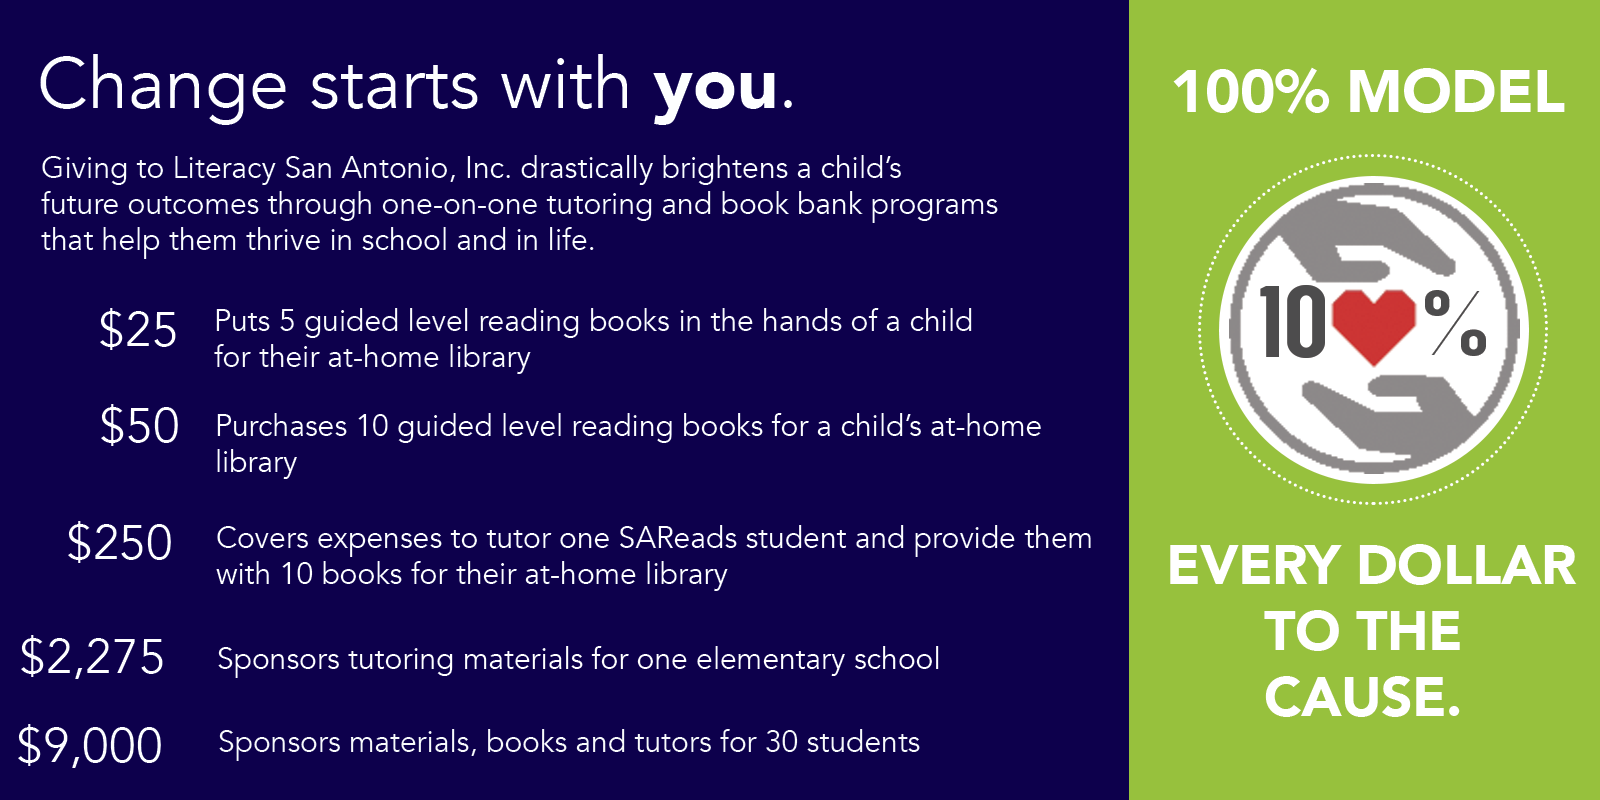 Change starts with you.
Giving to Literacy San Antonio, Inc. drastically brightens a child’s
future outcomes through one-on-one tutoring and book bank programs
that help them thrive in school and in life.
$25
Puts 5 guided level reading books in the hands of a child
for their at-home library
$50
Purchases 10 guided level reading books for a child’s at-home
library
$250
Covers expenses to tutor one SAReads student and provide them
with 10 books for their at-home library
$2,275
Sponsors tutoring materials for one elementary school
$9,000
Sponsors materials, books and tutors for 30 students
100% MODEL
10%
EVERY DOLLAR
TO THE
CAUSE.